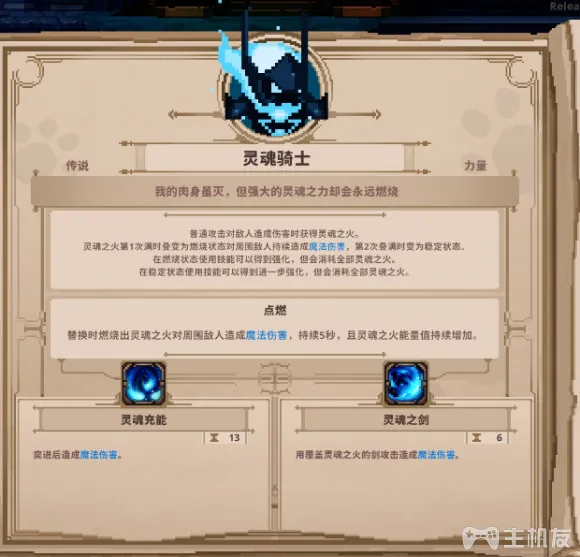 Relea
灵魂骑士
传说
力量
我的肉身虽灭，但强大的灵魂之力却会永远燃烧
普通攻击对敌人造成伤害时获得灵魂之火。
灵魂之火第1次满时叠变为燃烧状态对周围敌人持续造成魔法伤害，第2次叠满时变为稳定状态。
在燃烧状态使用技能可以得到强化，但会消耗全部灵魂之火。
在稳定状态使用技能可以得到进一步强化，但会消耗全部灵魂之火。
点燃
替换时燃烧出灵魂之火对周围敌人造成魔法伤害，持续5秒，且灵魂之火能量值持续增加。
灵魂充能
13
突进后造成魔法伤害。
灵魂之剑
6
用覆盖灵魂之火的剑攻击造成魔法伤害。
主机友